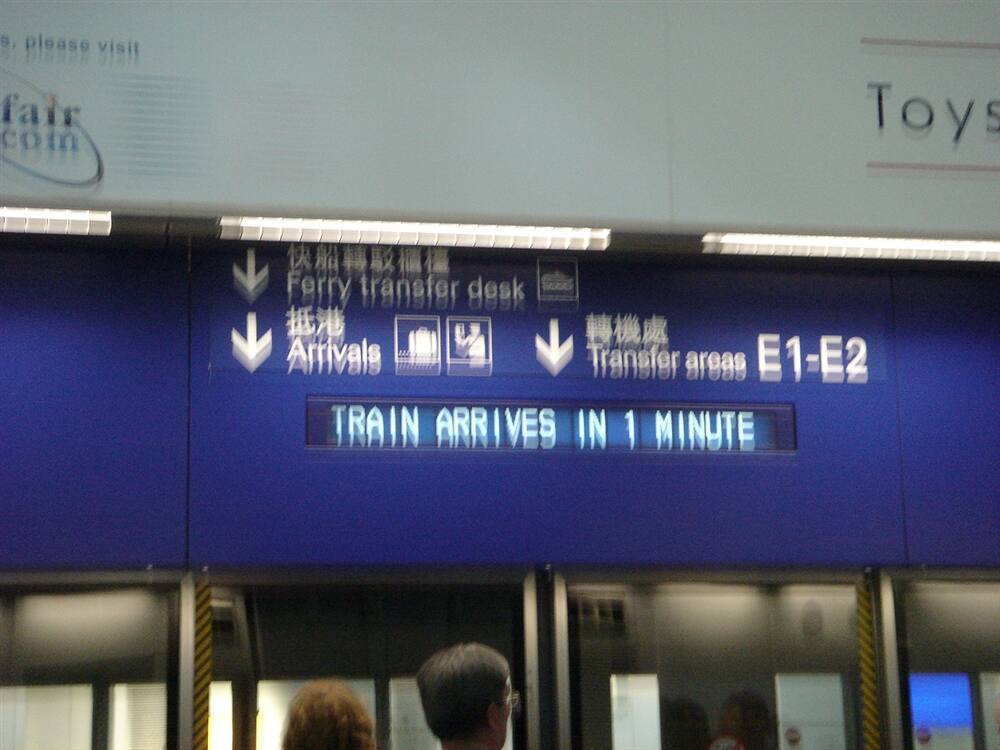 s, please visit
fair
com
Toys
快船轉駁櫃檯
Ferry transfer desk
抵港
Arrivals
轉機處
Transfer areas
E1-E2
TRAIN ARRIVES IN 1 MINUTE